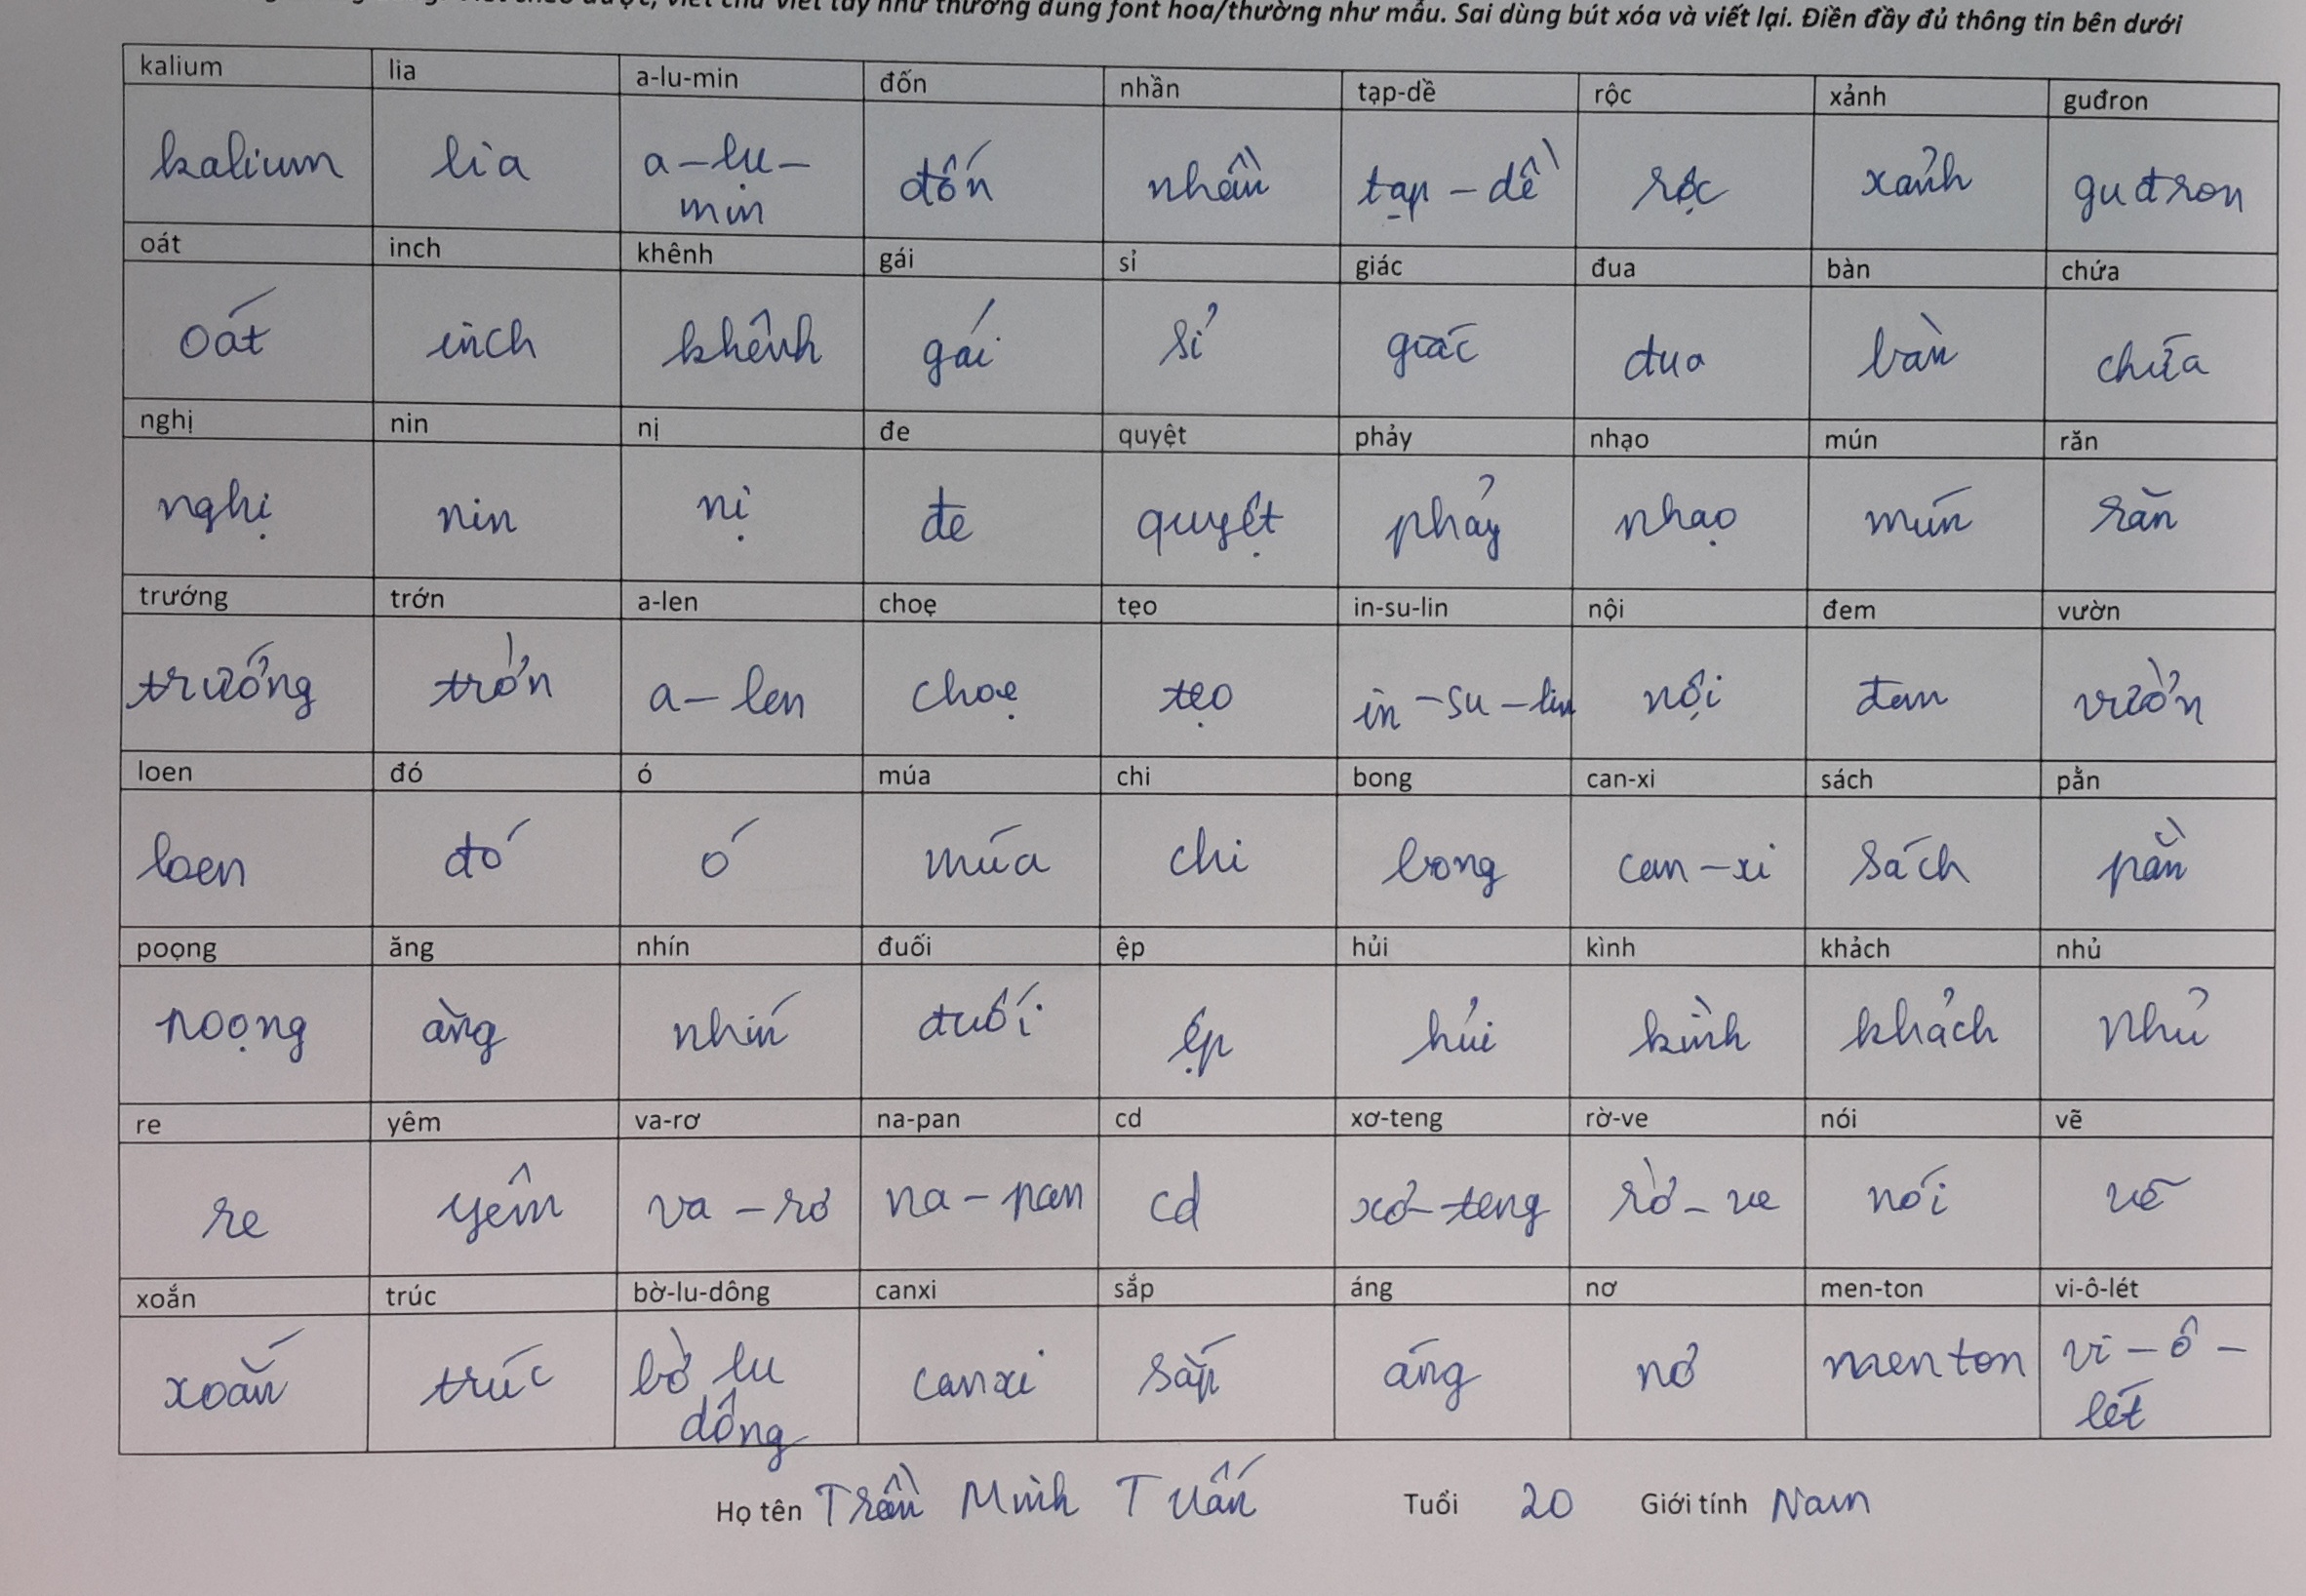 viết chữ viết tay như thường dùng font hoa/thường như mẫu. Sai dùng bút xóa và viết lại. Điền đầy đủ thông tin bên dưới
kalium lia a-lu-min đốn nhần tạp-dề rộc xảnh guđron
kalium lia a-lu-mịn đốn nhần tạp-dề rộc xảnh guđron
oát inch khênh gái sỉ giác đua bàn chứa
oát inch khênh gái sỉ giác đua bàn chứa
nghị nin nị đe quyệt phảy nhạo mún răn
nghị nin nị đe quyệt phảy nhạo mún răn
trướng trớn a-len choẹ tẹo in-su-lin nội đem vườn
trướng trờn a-len choẹ tẹo in-su-lin nội đem vườn
loen đó ó múa chi bong can-xi sách pằn
loen đó ó múa chi bong can-xi sách pằn
poọng ăng nhín đuối ệp hủi kình khảch nhủ
poọng àng nhín đuối ệp hủi kình khảch nhủ
re yêm va-rơ na-pan cd xơ-teng rờ-ve nói vẽ
re yêm va-rơ na-pan cd xơ-teng rờ-ve nói vẽ
xoắn trúc bờ-lu-dông canxi sắp áng nơ men-ton vi-ô-lét
xoắn trúc bờ lu dông canxi sắp áng nơ menton vi-ô-lét
Họ tên Trần Minh Tuấn Tuổi 20 Giới tính Nam